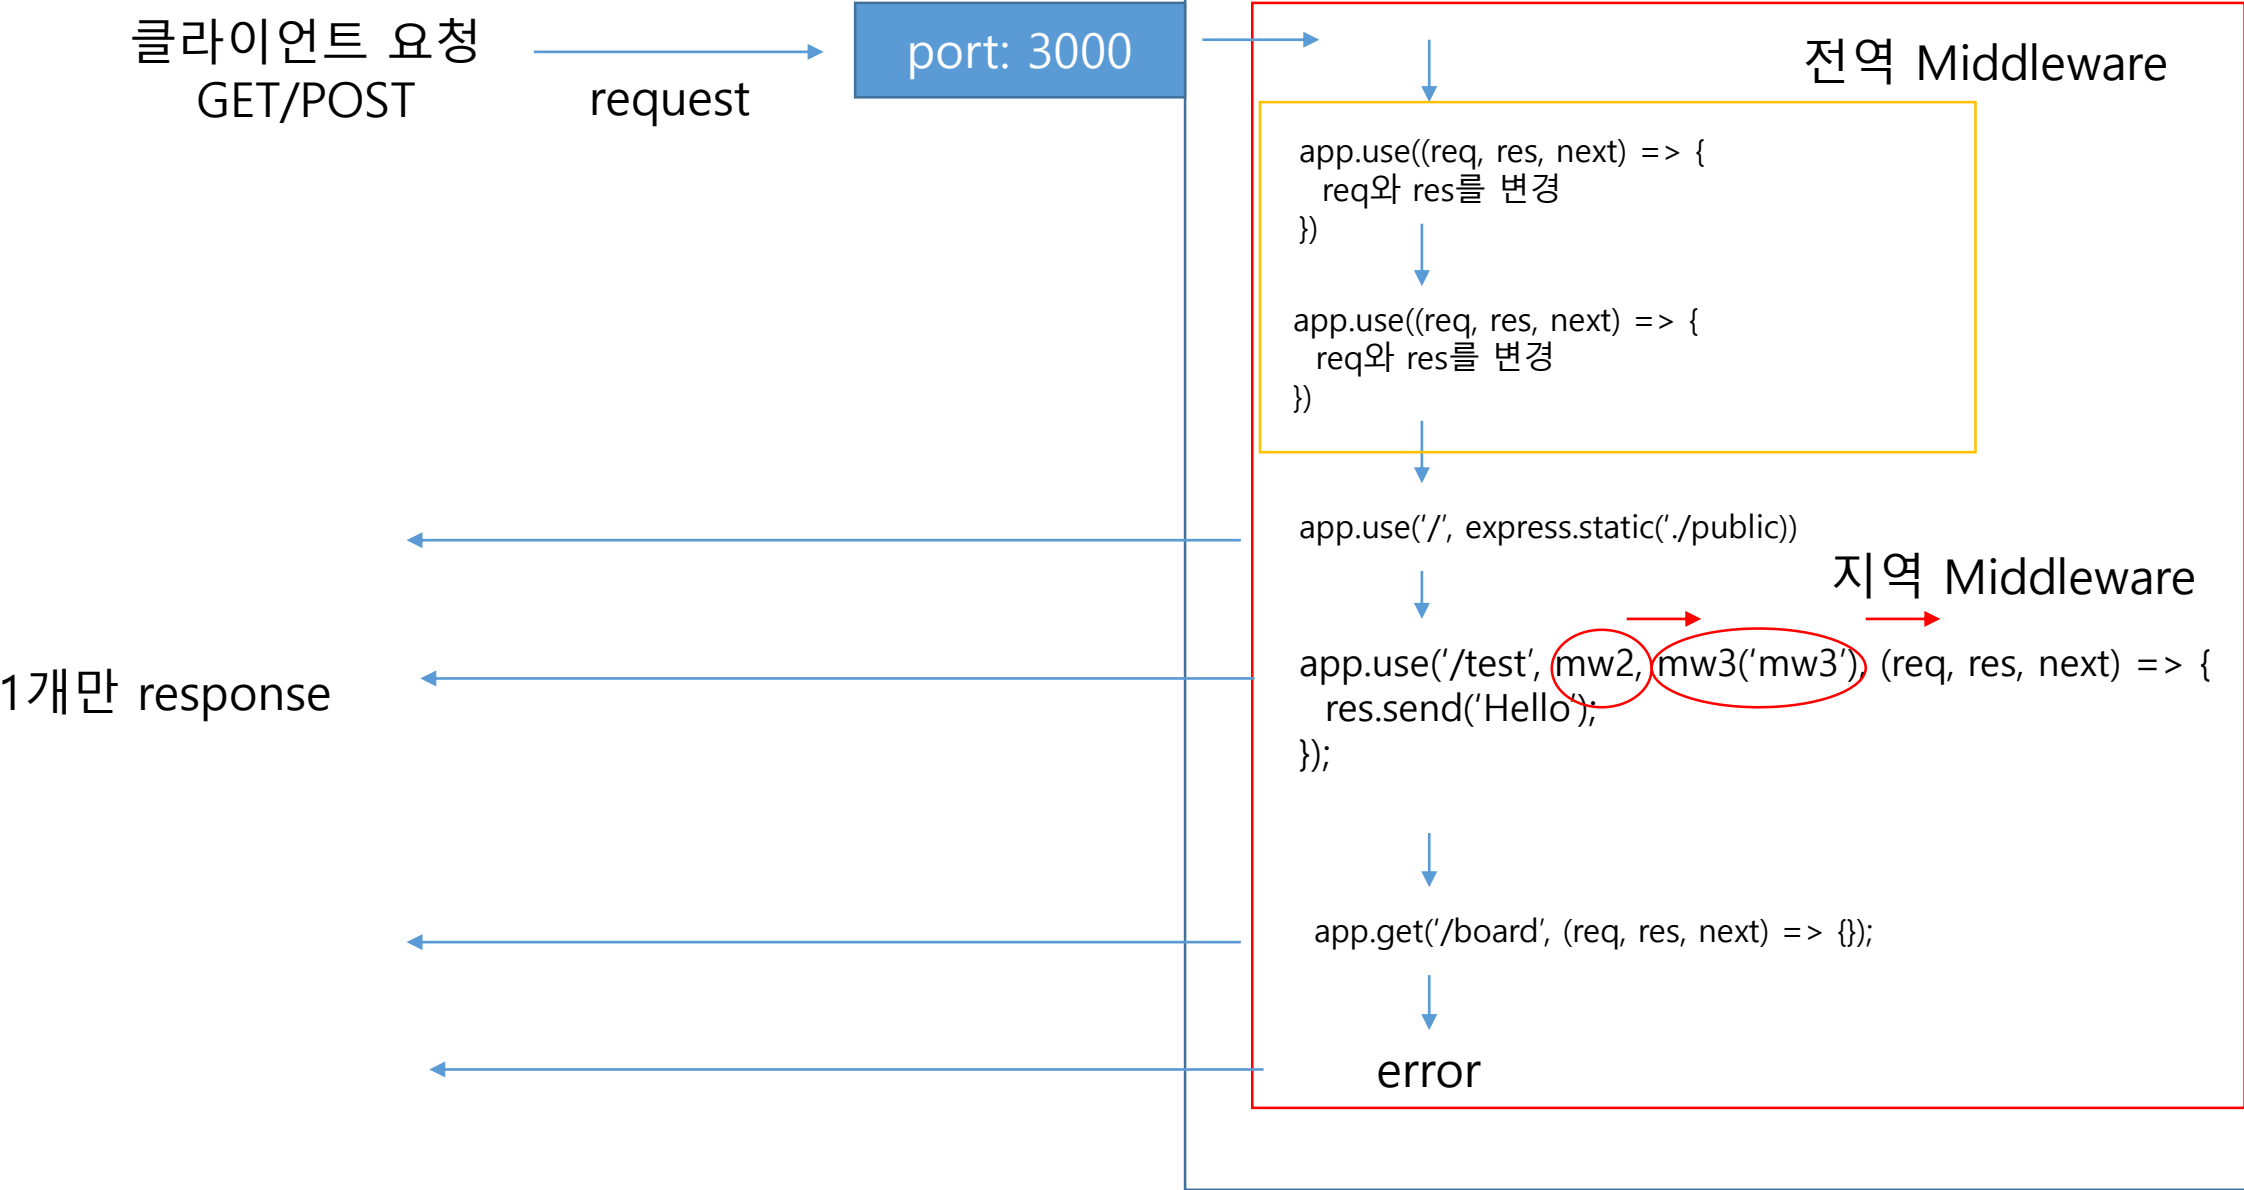 클라이언트 요청
GET/POST
request
port: 3000
전역 Middleware
app.use((req, res, next) => {
req와 res를 변경
})
app.use((req, res, next) => {
req와 res를 변경
})
app.use(‘/’, express.static(‘./public))
지역 Middleware
app.use(‘/test’, mw2, mw3(‘mw3’), (req, res, next) => {
res.send(‘Hello’);
});
1개만 response
app.get(‘/board’, (req, res, next) => {});
error